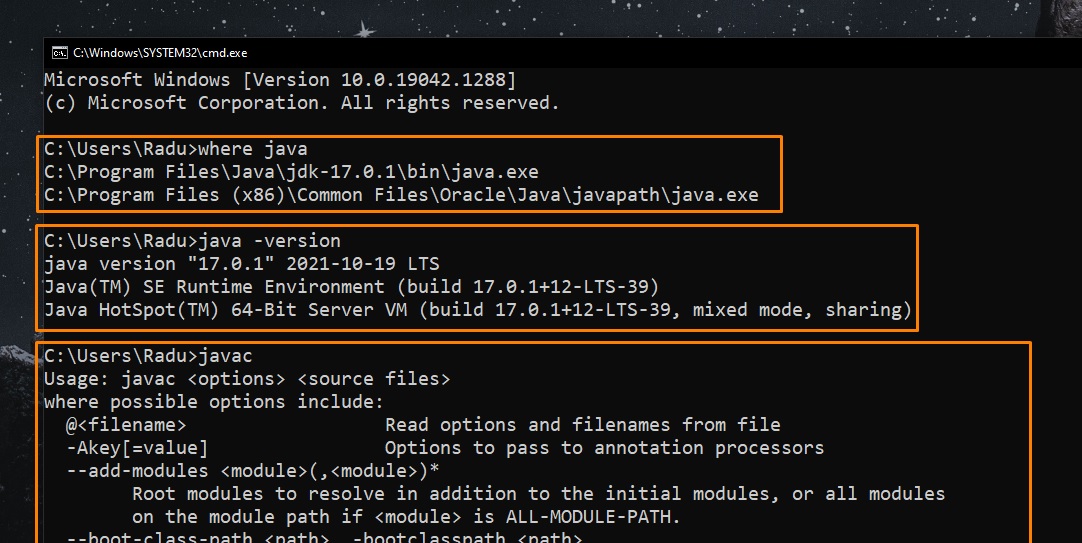 C:\Windows\SYSTEM32\cmd.exe
Microsoft Windows [Version 10.0.19042.1288]
(c) Microsoft Corporation. All rights reserved.
C:\Users\Radu>where java
C:\Program Files\Java\jdk-17.0.1\bin\java.exe
C:\Program Files (x86)\Common Files\Oracle\Java\javapath\java.exe
C:\Users\Radu>java -version
java version "17.0.1" 2021-10-19 LTS
Java(TM) SE Runtime Environment (build 17.0.1+12-LTS-39)
Java HotSpot(TM) 64-Bit Server VM (build 17.0.1+12-LTS-39, mixed mode, sharing)
C:\Users\Radu>javac
Usage: javac <options> <source files>
where possible options include:
  @<filename>                  Read options and filenames from file
  -Akey[=value]                Options to pass to annotation processors
  --add-modules <module>(,<module>)*
        Root modules to resolve in addition to the initial modules, or all modules
        on the module path if <module> is ALL-MODULE-PATH.
  --boot-class-path <path>, -bootclasspath <path>